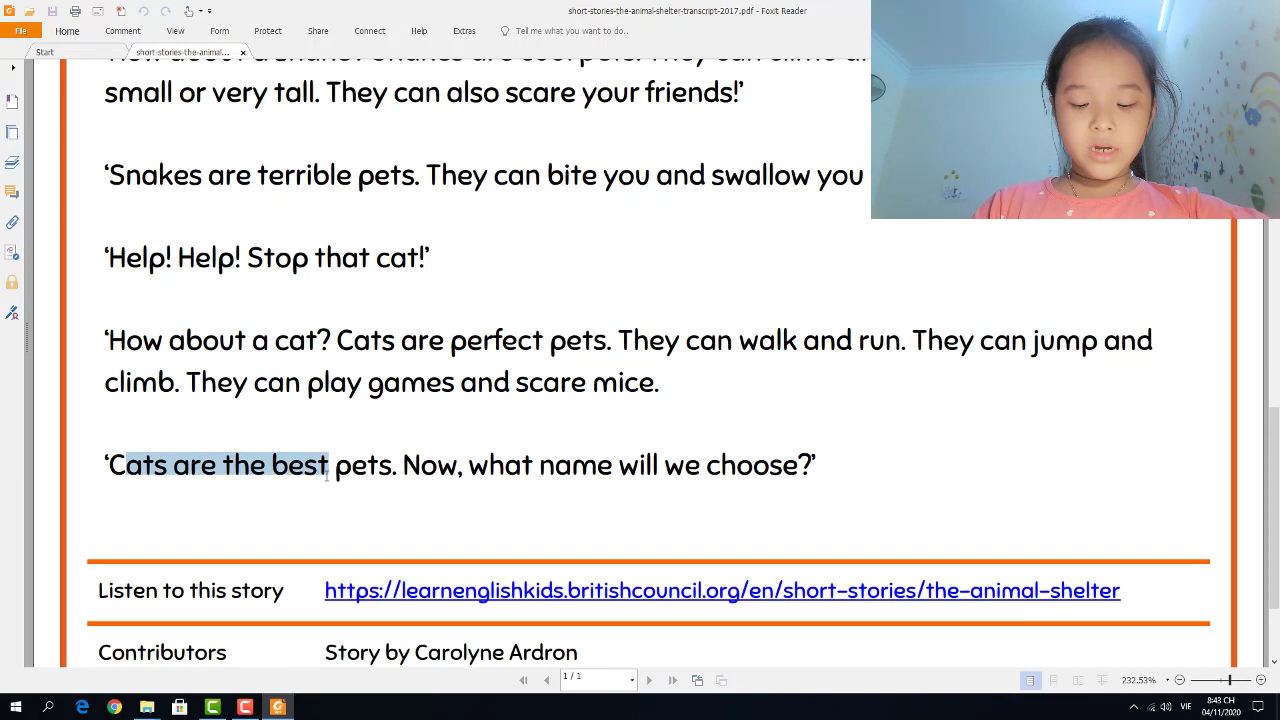 short-stories-the-animal-shelter-transcript-2017.pdf - Foxit Reader
File Home Comment View Form Protect Share Connect Help Extras Tell me what you want to do..
Start short-stories-the-animal...
small or very tall. They can also scare your friends!’
‘Snakes are terrible pets. They can bite you and swallow you
‘Help! Help! Stop that cat!’
‘How about a cat? Cats are perfect pets. They can walk and run. They can jump and
climb. They can play games and scare mice.
‘Cats are the best pets. Now, what name will we choose?’
Listen to this story https://learnenglishkids.britishcouncil.org/en/short-stories/the-animal-shelter
Contributors Story by Carolyne Ardron
1 / 1 232.53%
VIE 8:43 CH
04/11/2020